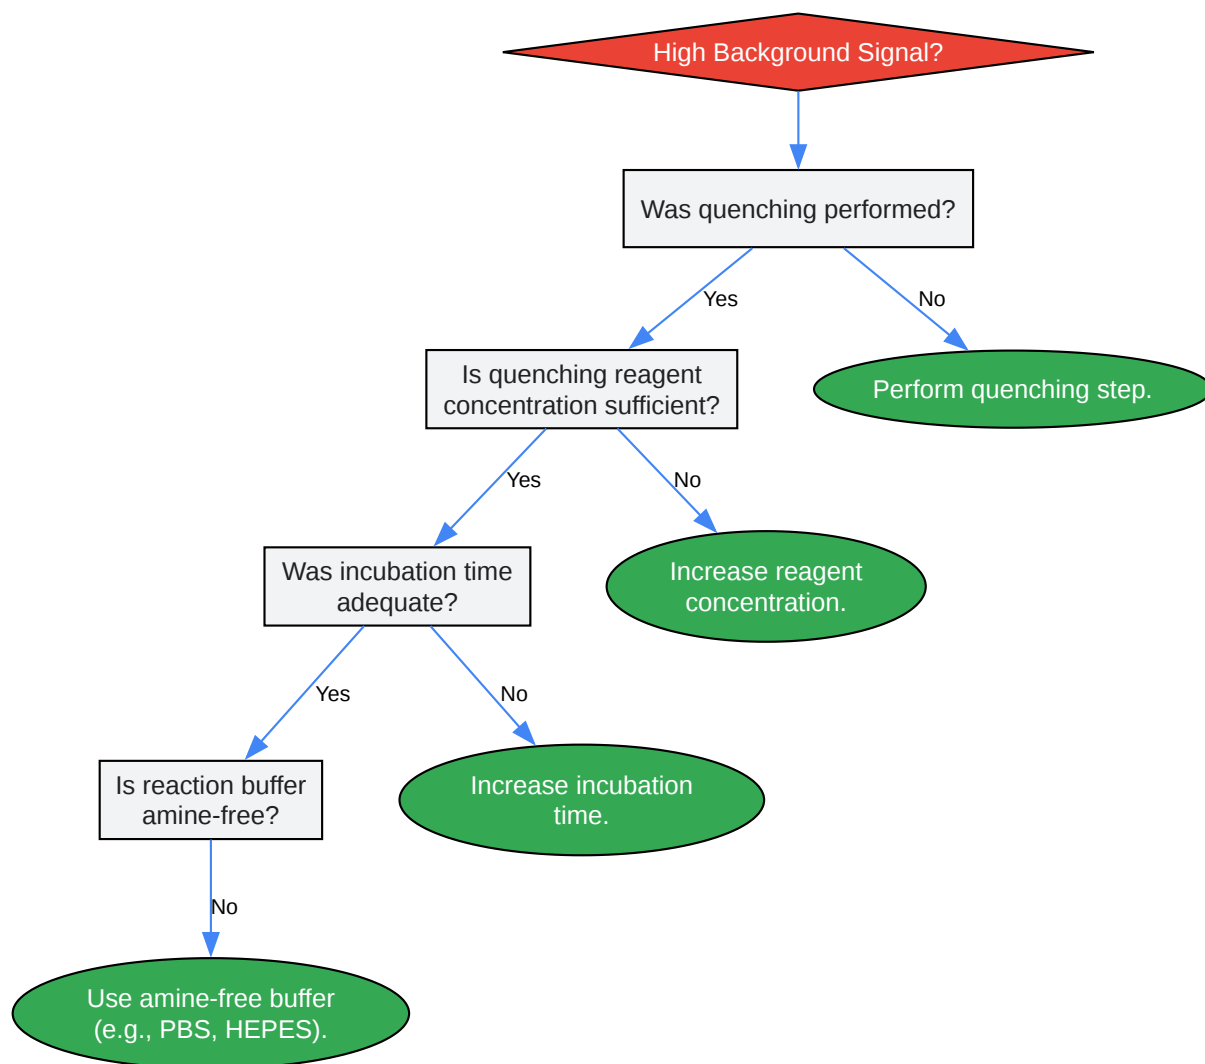 High Background Signal?
Was quenching performed?
Yes
No
Is quenching reagent
concentration sufficient?
Perform quenching step.
Yes
No
Was incubation time
adequate?
Increase reagent
concentration.
Yes
No
Is reaction buffer
amine-free?
Increase incubation
time.
No
Use amine-free buffer
(e.g., PBS, HEPES).